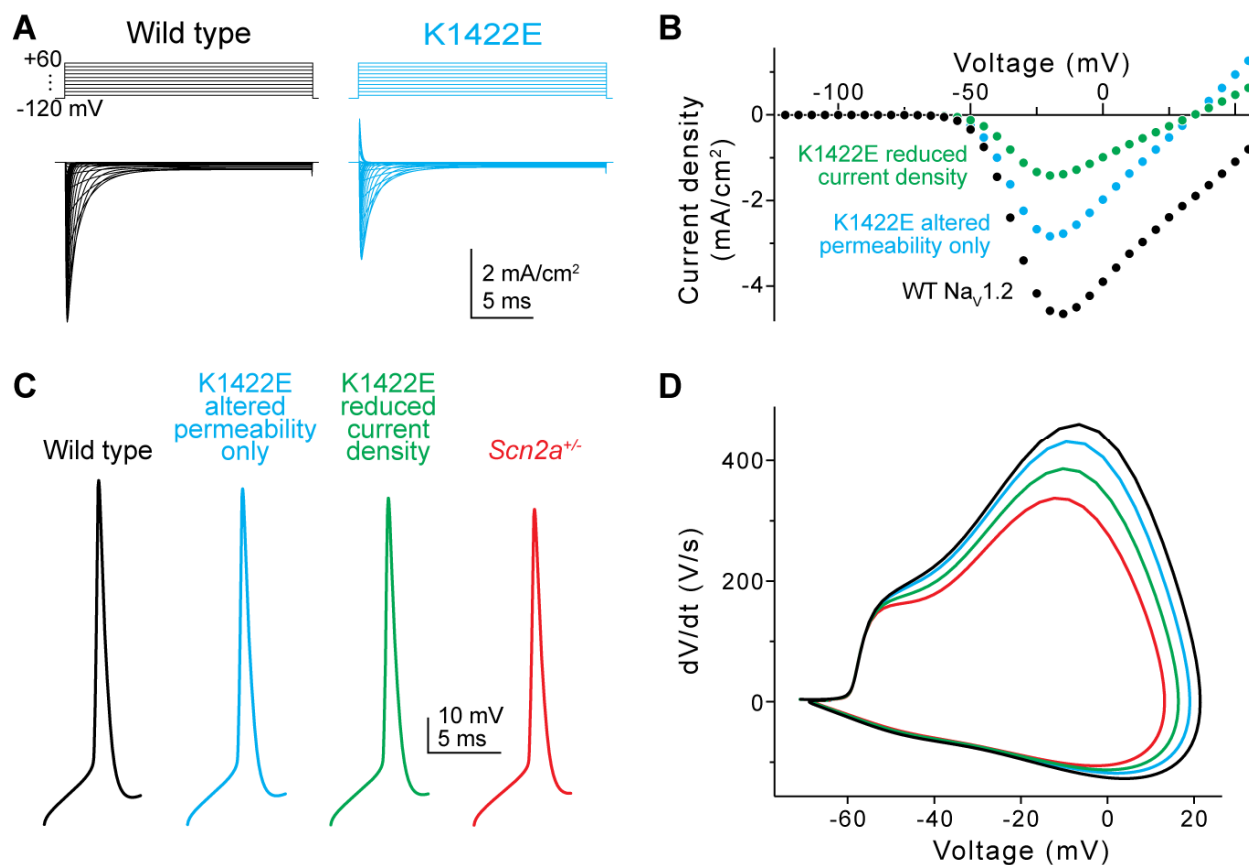 A
Wild type
K1422E
+60
⋮
-120 mV
2 mA/cm²
5 ms
B
Voltage (mV)
-100
-50
0
0
-2
-4
Current density
(mA/cm²)
K1422E reduced
current density
K1422E altered
permeability only
WT NaV1.2
C
Wild type
K1422E
altered
permeability
only
K1422E
reduced
current
density
Scn2a+/-
10 mV
5 ms
D
dV/dt (V/s)
400
200
0
-60
-40
-20
0
20
Voltage (mV)